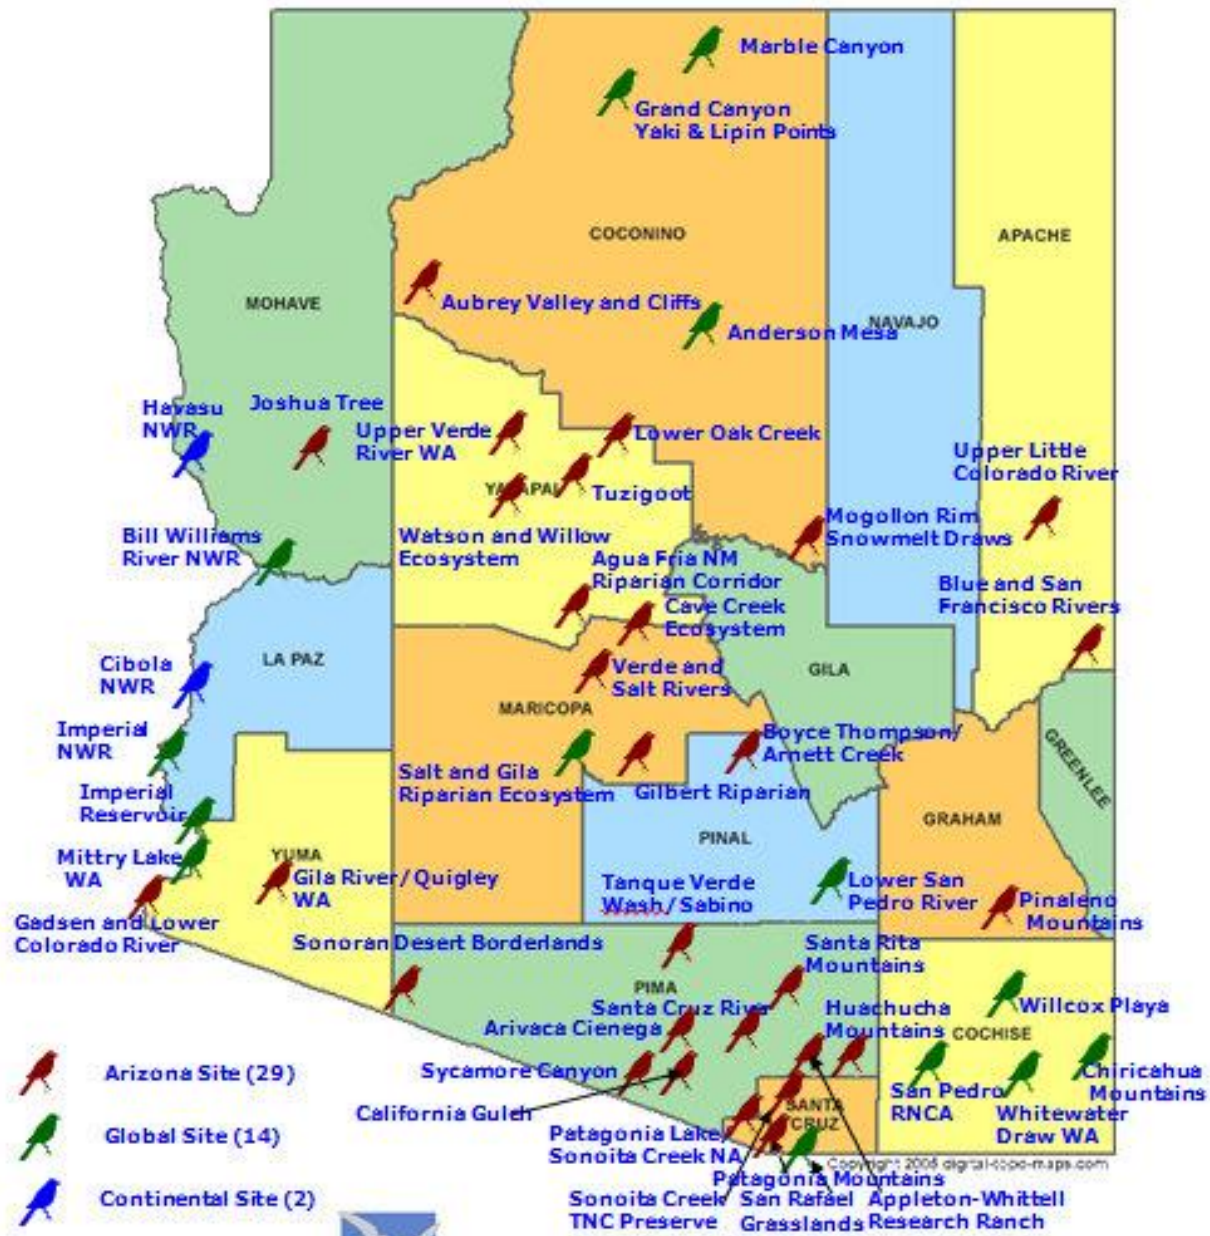 Marble Canyon
Grand Canyon
Yaki & Lipin Points
COCONINO
APACHE
MOHAVE
Aubrey Valley and Cliffs
NAVAJO
Anderson Mesa
Havasu
NWR
Joshua Tree
Upper Verde
River WA
Lower Oak Creek
Upper Little
Colorado River
YAVAPAI
Tuzigoot
Bill Williams
River NWR
Watson and Willow
Ecosystem
Mogollon Rim
Snowmelt Draws
Agua Fria NM
Riparian Corridor
Blue and San
Francisco Rivers
Cave Creek
Ecosystem
LA PAZ
Cibola
NWR
Verde and
Salt Rivers
GILA
MARICOPA
Imperial
NWR
Boyce Thompson/
Arnett Creek
GREENLEE
Salt and Gila
Riparian Ecosystem
Gilbert Riparian
Imperial
Reservoir
GRAHAM
PINAL
Mittry Lake
WA
YUMA
Gila River/Quigley
WA
Tanque Verde
Wash/Sabino
Lower San
Pedro River
Pinaleno
Mountains
Gadsen and Lower
Colorado River
Sonoran Desert Borderlands
Santa Rita
Mountains
PIMA
Santa Cruz River
Huachucha
Mountains
Willcox Playa
Arivaca Cienega
COCHISE
Sycamore Canyon
Arizona Site (29)
San Pedro
RNCA
Chiricahua
Mountains
California Gulch
SANTA
CRUZ
Whitewater
Draw WA
Global Site (14)
Patagonia Lake/
Sonoita Creek NA
Copyright 2005 digital-topo-maps.com
Patagonia Mountains
Continental Site (2)
Sonoita Creek
TNC Preserve
San Rafael
Grasslands
Appleton-Whittell
Research Ranch